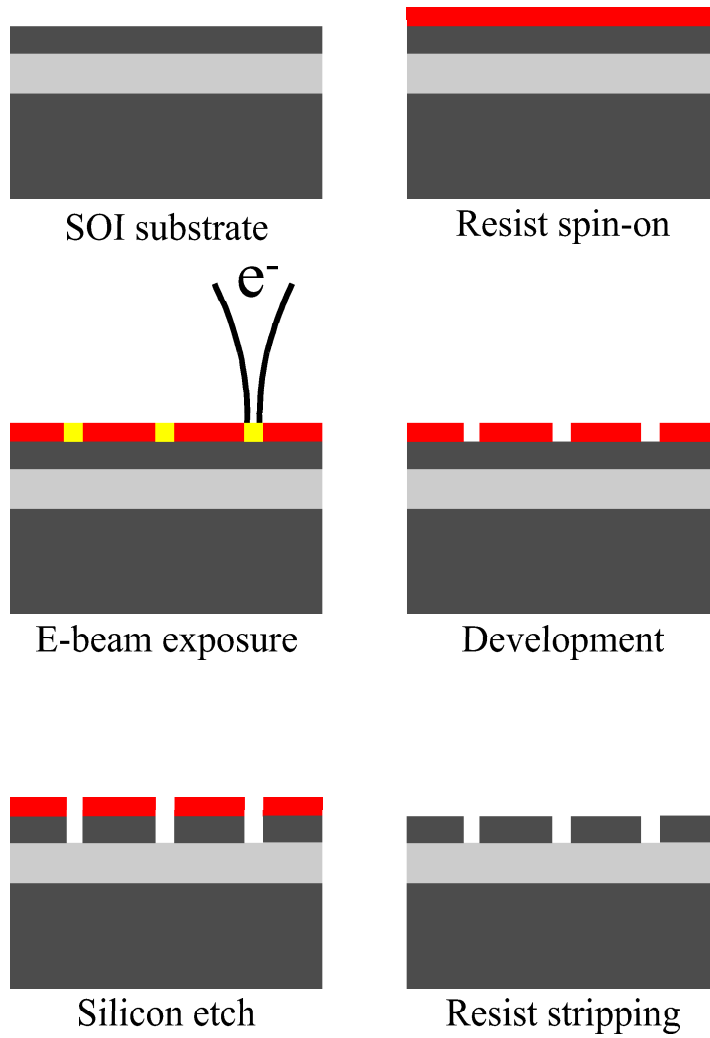 SOI substrate
Resist spin-on
e-
E-beam exposure
Development
Silicon etch
Resist stripping